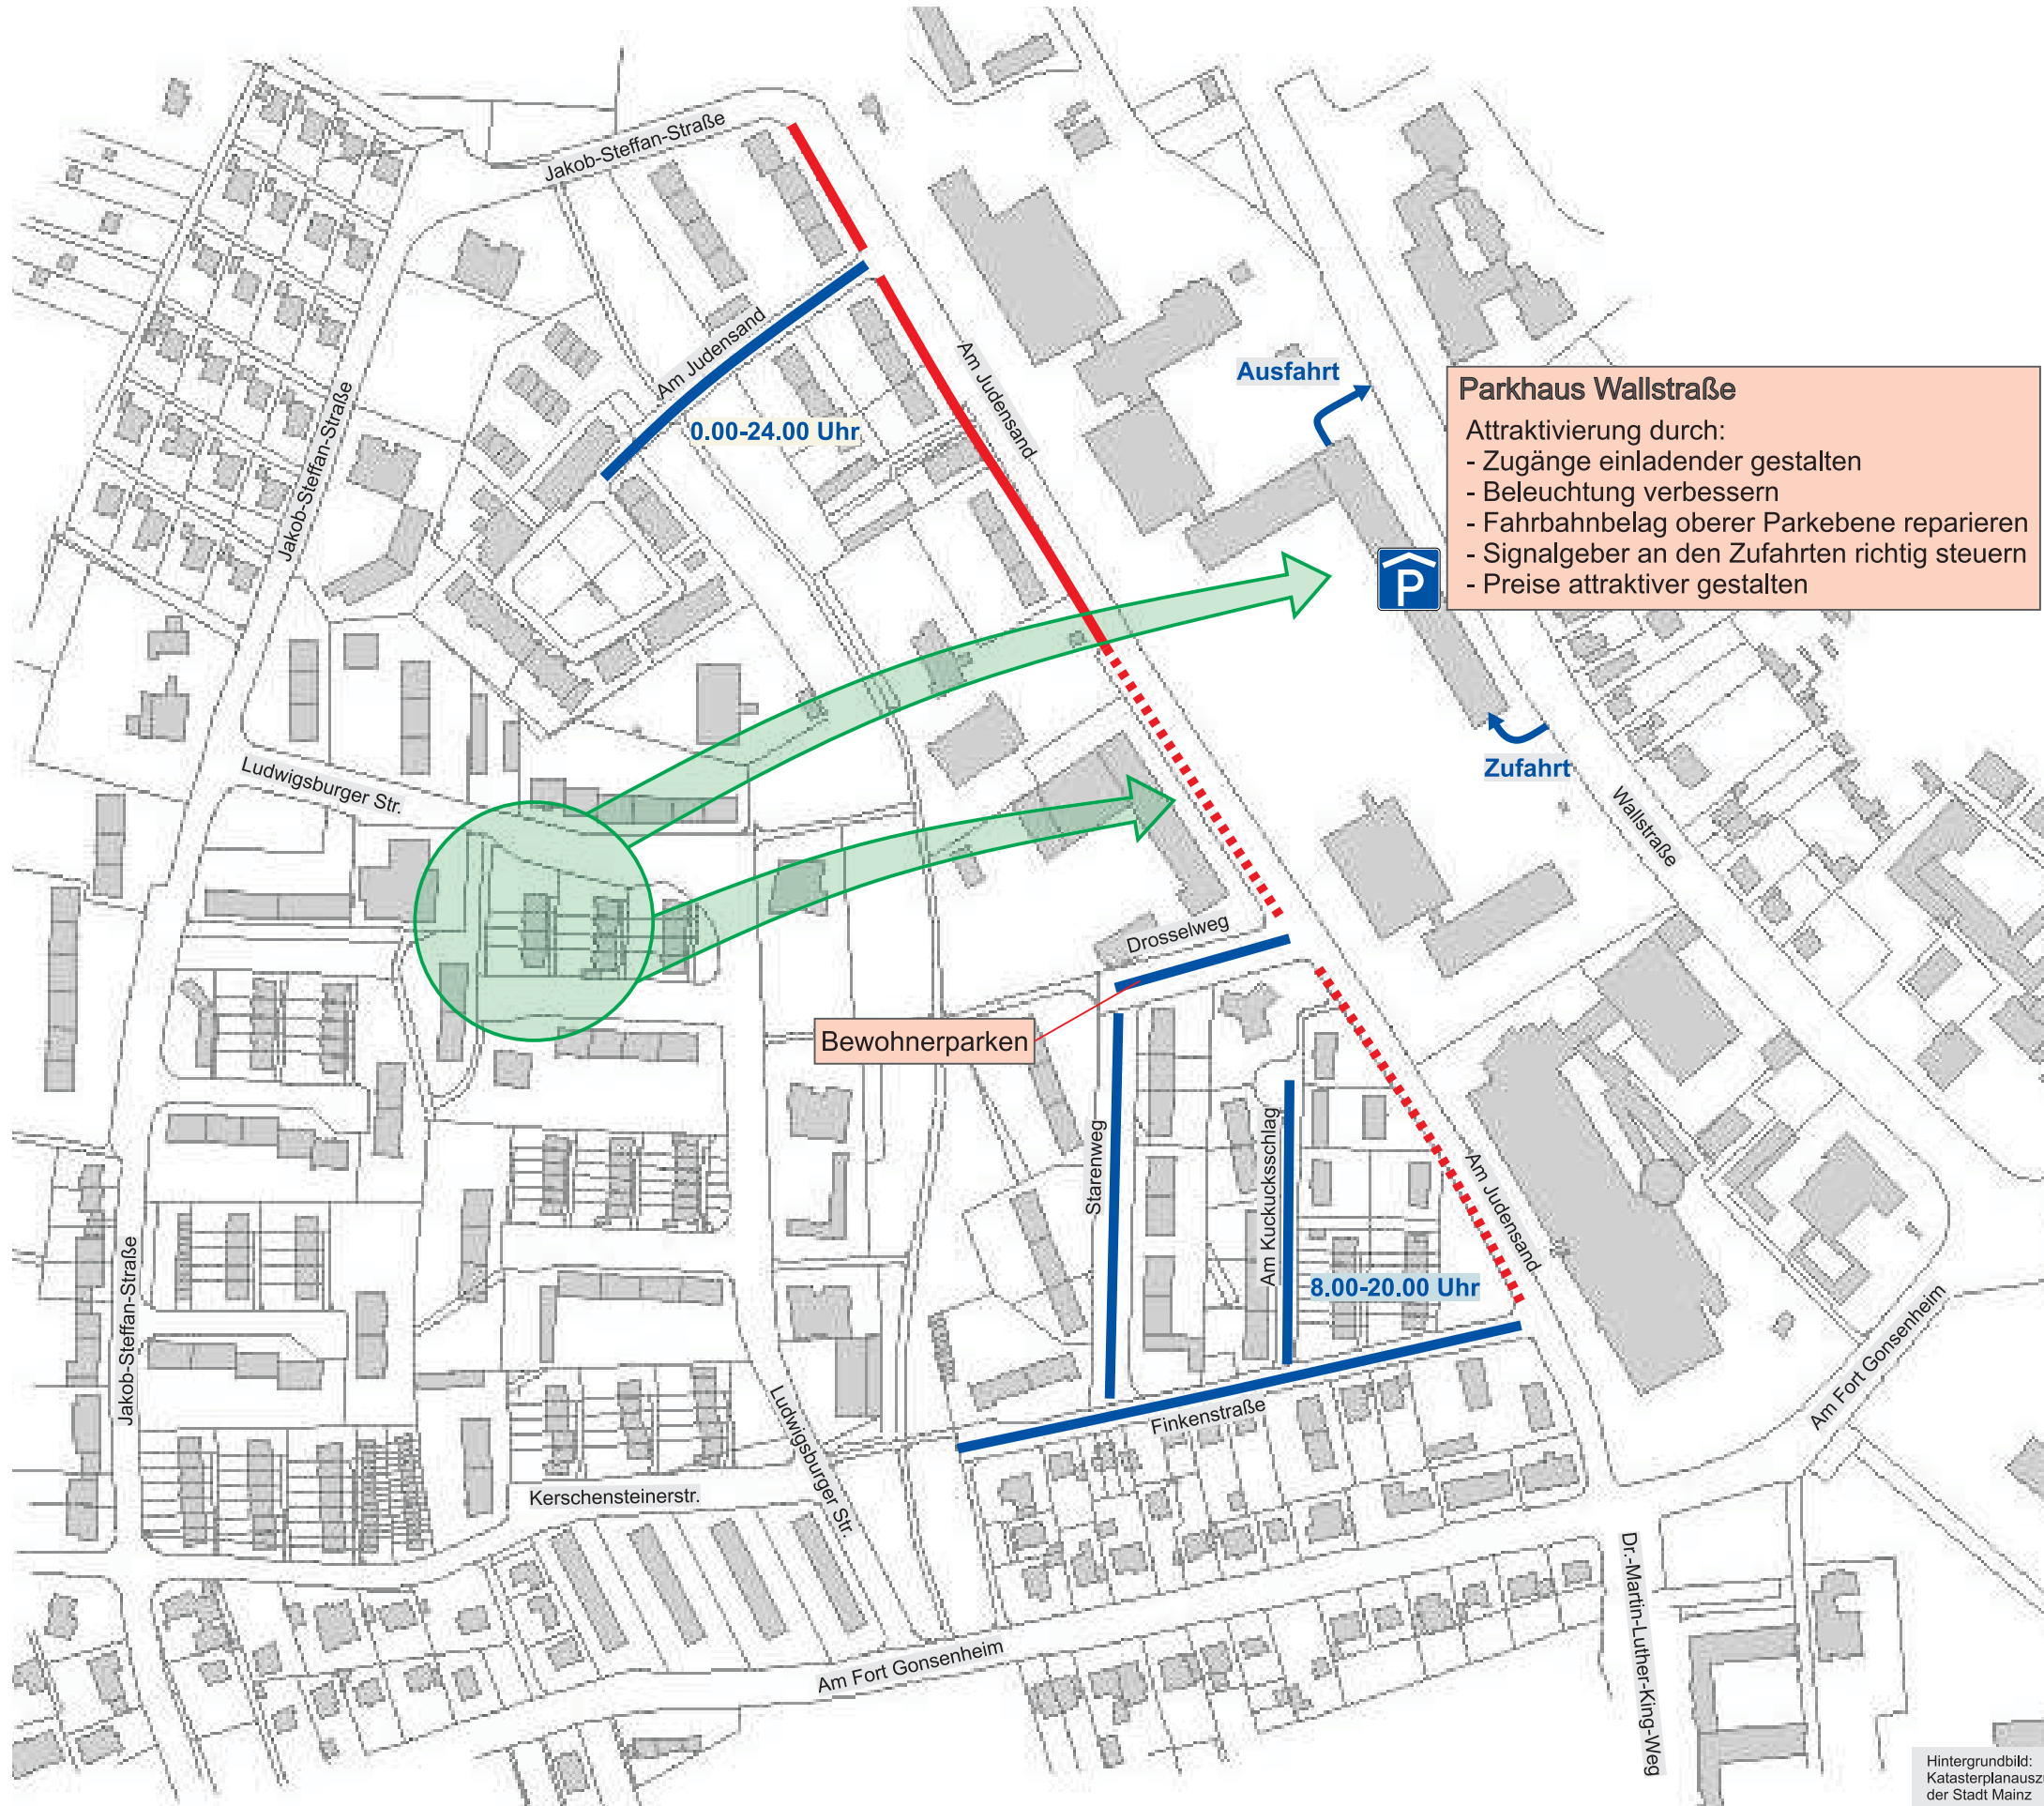 Jakob-Steffan-Straße
Am Judensand
Am Judensand
0.00-24.00 Uhr
Jakob-Steffan-Straße
Ausfahrt
Parkhaus Wallstraße
Attraktivierung durch:
- Zugänge einladender gestalten
- Beleuchtung verbessern
- Fahrbahnbelag oberer Parkebene reparieren
- Signalgeber an den Zufahrten richtig steuern
- Preise attraktiver gestalten
P
Zufahrt
Ludwigsburger Str.
Wallstraße
Drosselweg
Bewohnerparken
Starenweg
Am Kuckucksschlag
Am Judensand
8.00-20.00 Uhr
Jakob-Steffan-Straße
Am Fort Gonsenheim
Finkenstraße
Ludwigsburger Str.
Kerschensteinerstr.
Am Fort Gonsenheim
Dr.-Martin-Luther-King-Weg
Hintergrundbild:
Katasterplanausz
der Stadt Mainz